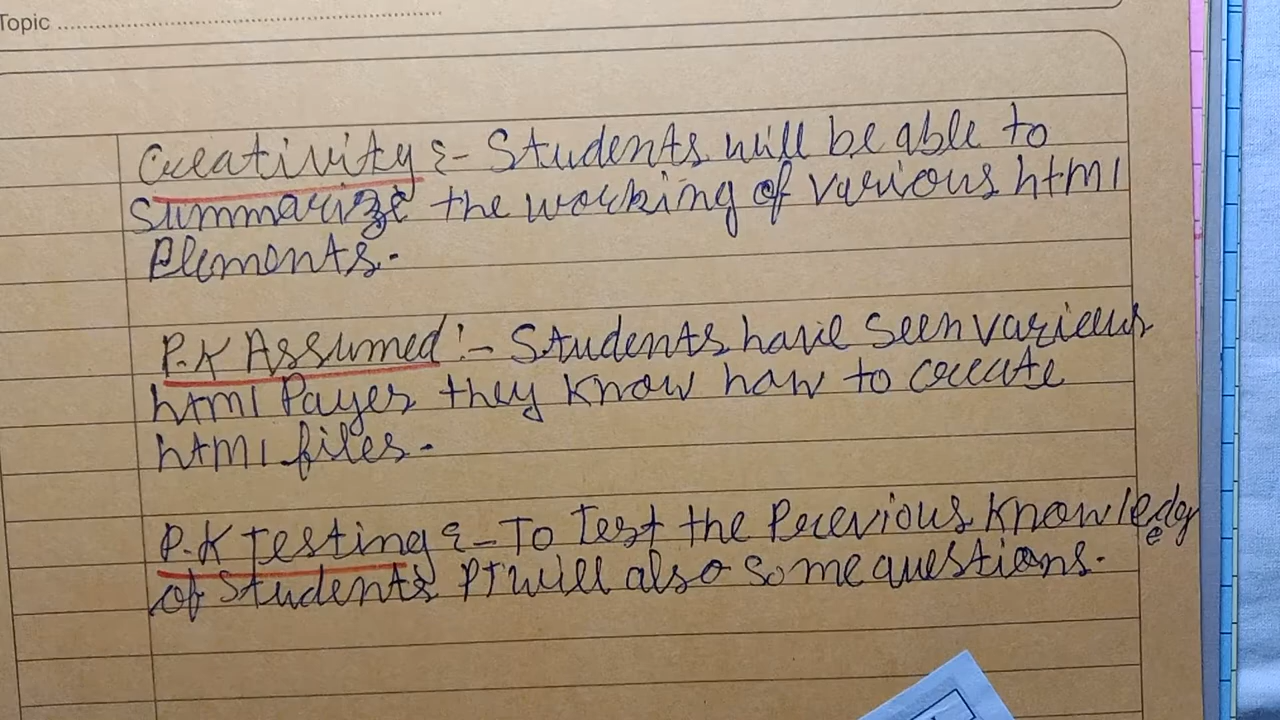 Topic ..........................................
Creativity :- Students will be able to
Summarize the working of various html
Elements.
P.K Assumed :- Students have seen various
html Pages they know how to create
html files.
P.K Testing :- To Test the Previous Knowledge
of Students PT will also some questions.